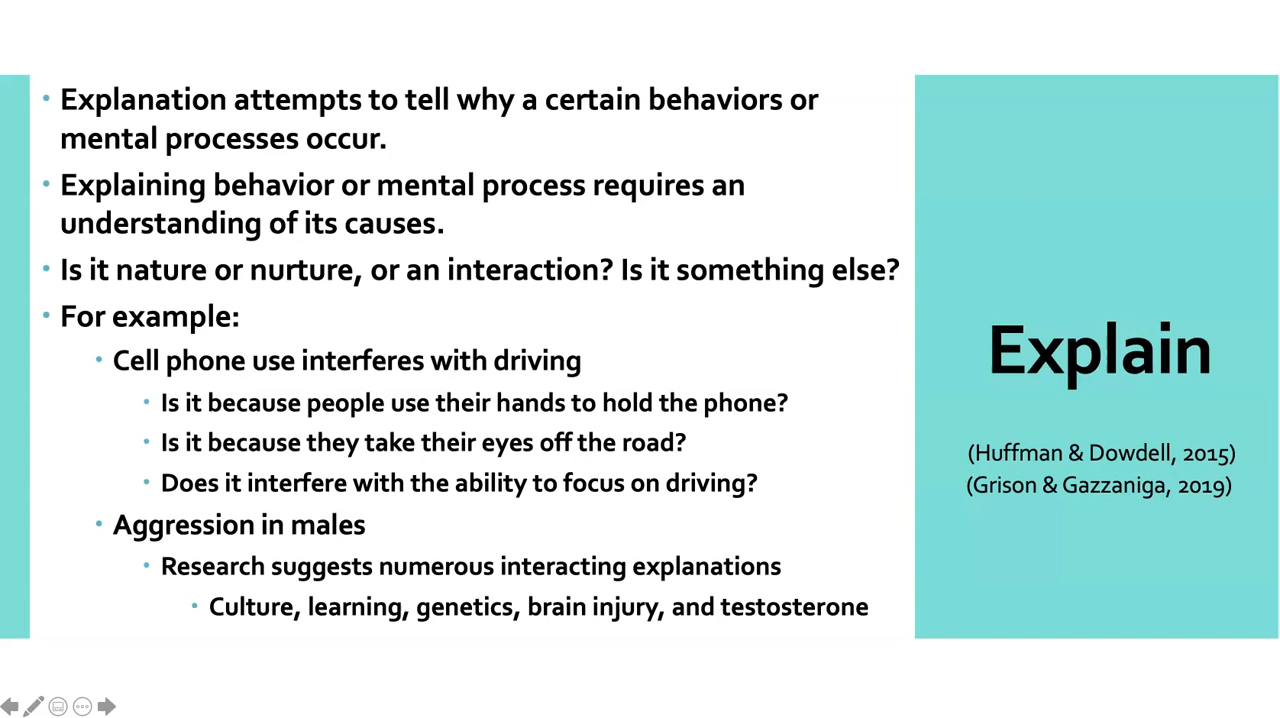 • Explanation attempts to tell why a certain behaviors or
mental processes occur.
• Explaining behavior or mental process requires an
understanding of its causes.
• Is it nature or nurture, or an interaction? Is it something else?
• For example:
• Cell phone use interferes with driving
• Is it because people use their hands to hold the phone?
• Is it because they take their eyes off the road?
• Does it interfere with the ability to focus on driving?
• Aggression in males
• Research suggests numerous interacting explanations
• Culture, learning, genetics, brain injury, and testosterone
Explain
(Huffman & Dowdell, 2015)
(Grison & Gazzaniga, 2019)